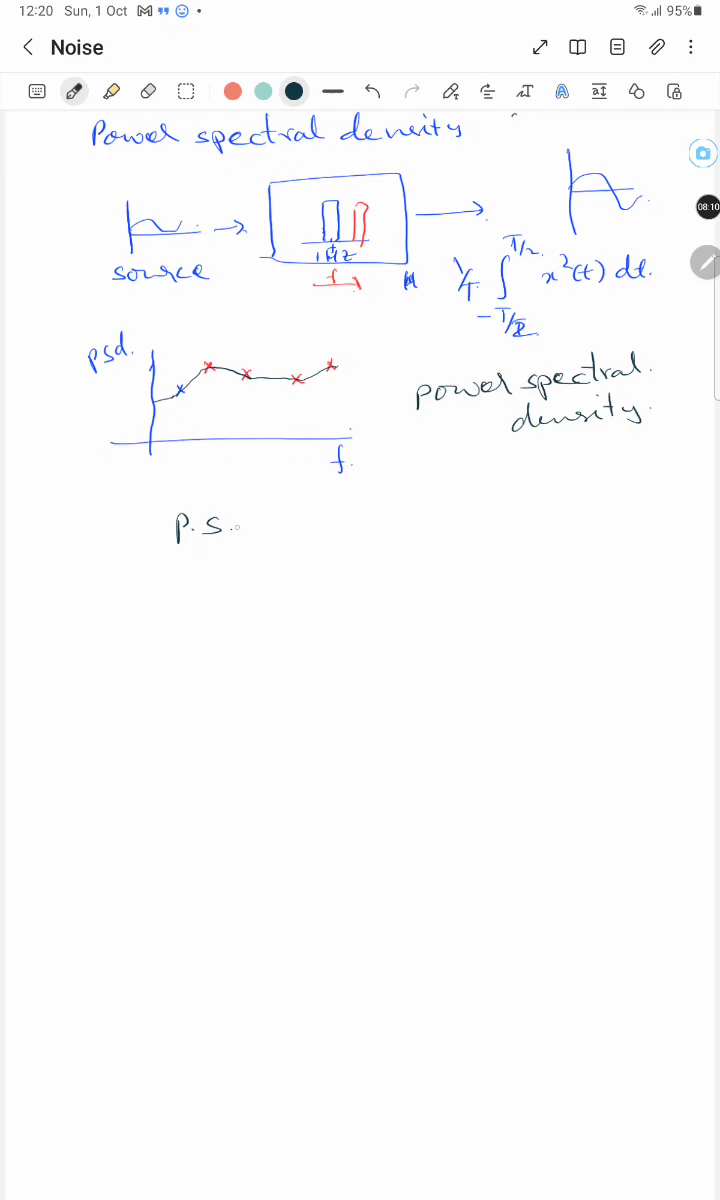 12:20 Sun, 1 Oct 95%
Noise
Power spectral density
08:10
source
1Hz
f
1/T ∫ T/2 -T/2 x²(t) dt.
psd.
power spectral.
density.
f.
P.S.